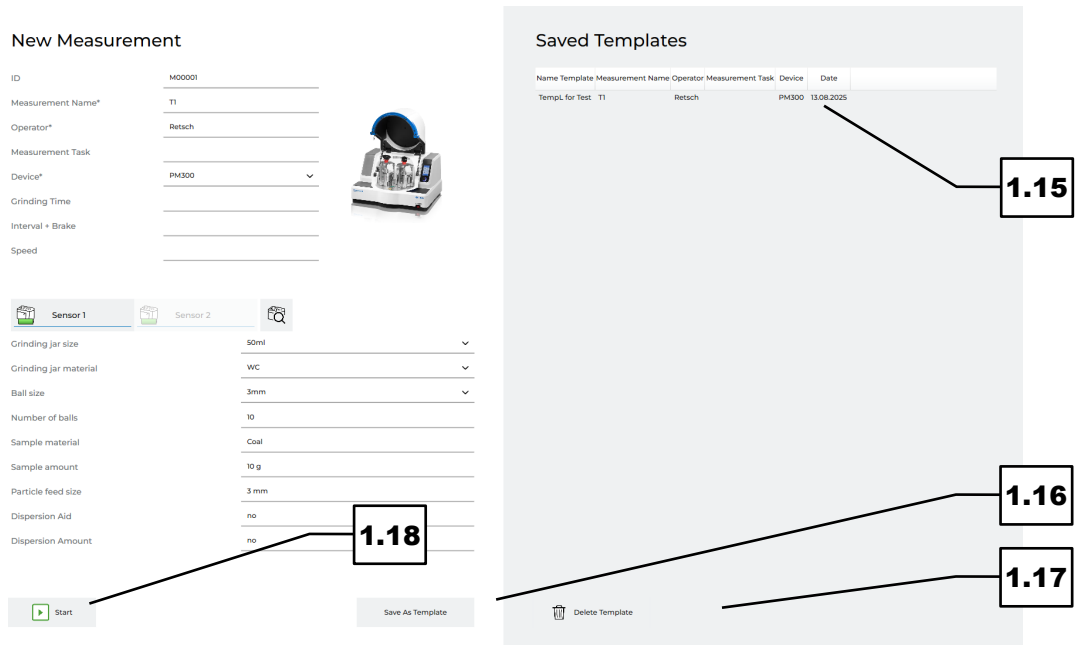 New Measurement
ID M00001
Measurement Name* T1
Operator* Retsch
Measurement Task
Device* PM300
Grinding Time
Interval + Brake
Speed
Sensor 1 Sensor 2
Grinding jar size 50ml
Grinding jar material WC
Ball size 3mm
Number of balls 10
Sample material Coal
Sample amount 10 g
Particle feed size 3 mm
Dispersion Aid no
Dispersion Amount no
1.18
Start Save As Template
Saved Templates
Name Template Measurement Name Operator Measurement Task Device Date
TempL for Test T1 Retsch PM300 13.08.2025
1.15
1.16
1.17
Delete Template